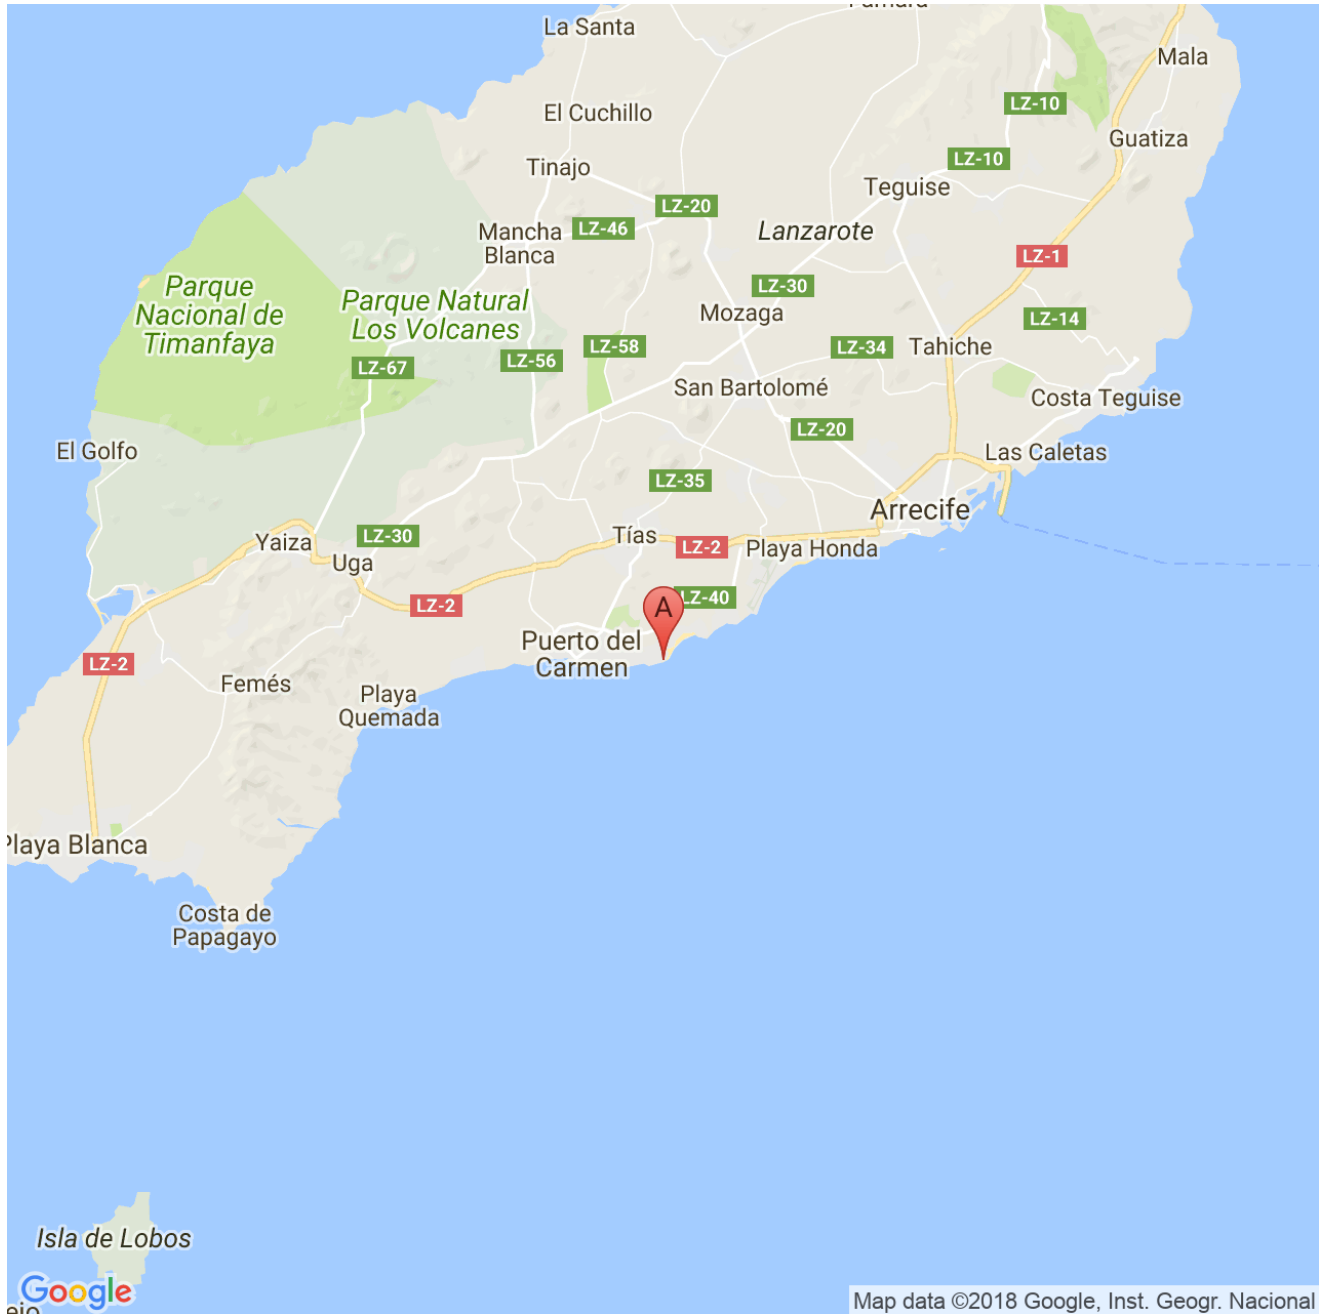 La Santa
Mala
El Cuchillo
LZ-10
Guatiza
Tinajo
LZ-10
Teguise
LZ-20
Mancha
Blanca
LZ-46
Lanzarote
LZ-1
Parque
Nacional de
Timanfaya
Parque Natural
Los Volcanes
LZ-30
Mozaga
LZ-14
LZ-58
LZ-34
Tahiche
LZ-56
LZ-67
San Bartolomé
Costa Teguise
LZ-20
El Golfo
Las Caletas
LZ-35
Arrecife
LZ-30
Tías
LZ-2
Playa Honda
Yaiza
Uga
LZ-2
A
LZ-40
Puerto del
Carmen
LZ-2
Femés
Playa
Quemada
Playa Blanca
Costa de
Papagayo
Isla de Lobos
Google
Map data ©2018 Google, Inst. Geogr. Nacional